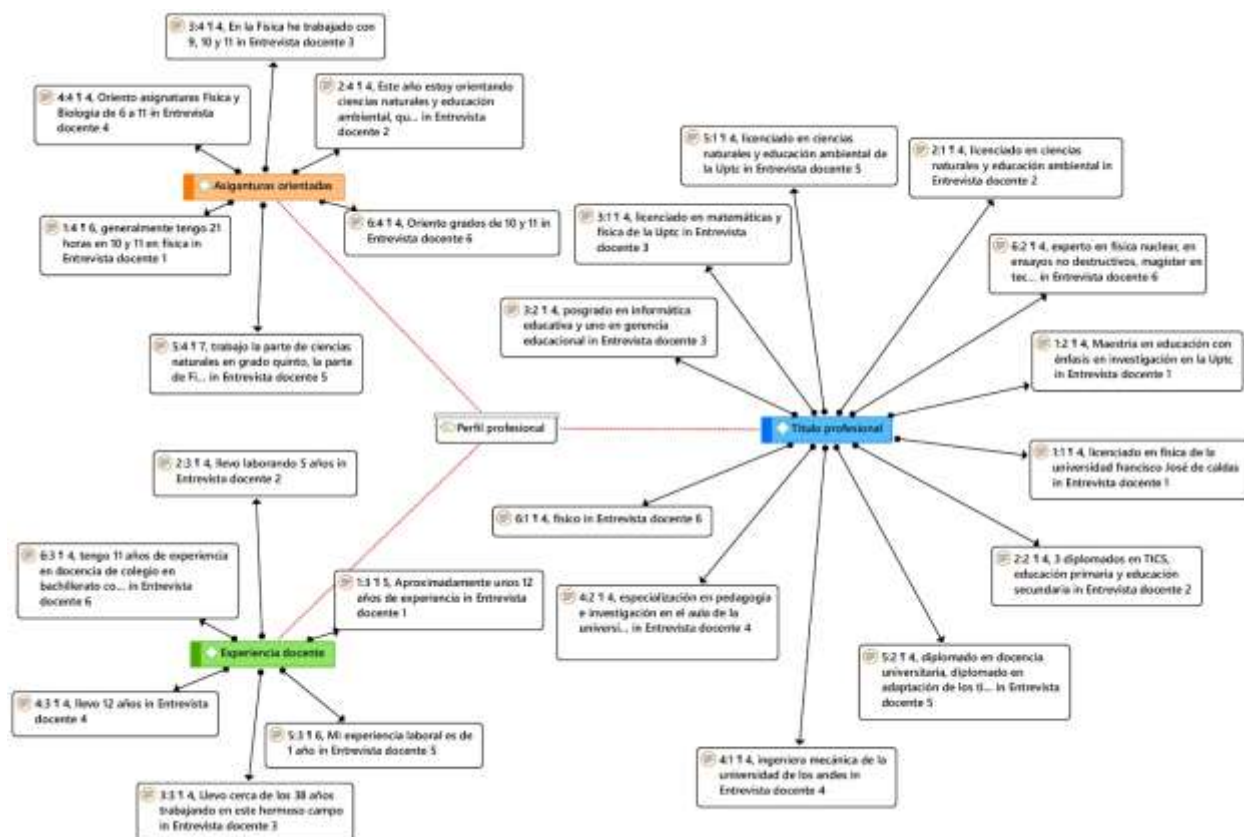 3:4 ¶ 4, En la Física he trabajado con
9, 10 y 11 in Entrevista docente 3
4:4 ¶ 4, Oriento asignaturas Física y
Biología de 6 a 11 in Entrevista
docente 4
2:4 ¶ 4, Este año estoy orientando
ciencias naturales y educación
ambiental, qu... in Entrevista
docente 2
Asiganturas orientadas
1:4 ¶ 6, generalmente tengo 21
horas en 10 y 11 en física in
Entrevista docente 1
6:4 ¶ 4, Oriento grados de 10 y 11 in
Entrevista docente 6
5:4 ¶ 7, trabajo la parte de ciencias
naturales en grado quinto, la parte
de Fi... in Entrevista docente 5
5:1 ¶ 4, licenciado en ciencias
naturales y educación ambiental de
la Uptc in Entrevista docente 5
2:1 ¶ 4, licenciado en ciencias
naturales y educación ambiental in
Entrevista docente 2
3:1 ¶ 4, licenciado en matemáticas y
física de la Uptc in Entrevista
docente 3
6:2 ¶ 4, experto en física nuclear, en
ensayos no destructivos, magister en
tec... in Entrevista docente 6
3:2 ¶ 4, posgrado en informática
educativa y uno en gerencia
educacional in Entrevista docente 3
1:2 ¶ 4, Maestría en educación con
énfasis en investigación en la Uptc
in Entrevista docente 1
Perfil profesional
Título profesional
1:1 ¶ 4, licenciado en física de la
universidad francisco José de caldas
in Entrevista docente 1
6:1 ¶ 4, físico in Entrevista docente 6
2:2 ¶ 4, 3 diplomados en TICS,
educación primaria y educación
secundaria in Entrevista docente 2
4:2 ¶ 4, especialización en pedagogía
e investigación en el aula de la
universi... in Entrevista docente 4
5:2 ¶ 4, diplomado en docencia
universitaria, diplomado en
adaptación de los ti... in Entrevista
docente 5
4:1 ¶ 4, ingeniera mecánica de la
universidad de los andes in
Entrevista docente 4
2:3 ¶ 4, llevo laborando 5 años in
Entrevista docente 2
6:3 ¶ 4, tengo 11 años de experiencia
en docencia de colegio en
bachillerato co... in Entrevista
docente 6
1:3 ¶ 5, Aproximadamente unos 12
años de experiencia in Entrevista
docente 1
Experiencia docente
4:3 ¶ 4, llevo 12 años in Entrevista
docente 4
5:3 ¶ 6, Mi experiencia laboral es de
1 año in Entrevista docente 5
3:3 ¶ 4, Llevo cerca de los 38 años
trabajando en este hermoso campo
in Entrevista docente 3